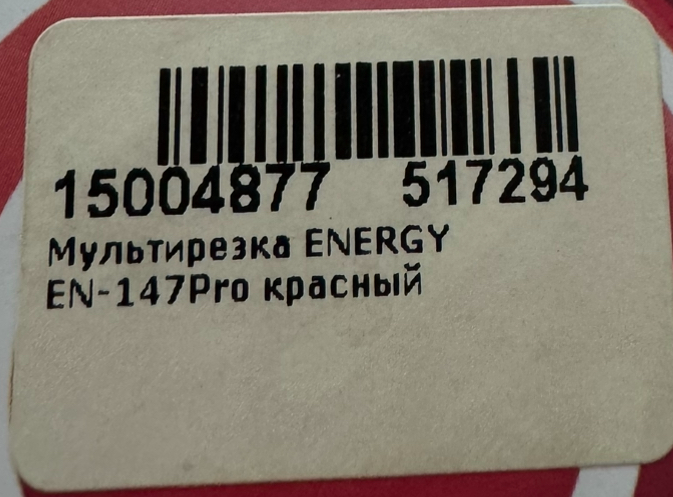 15004877 517294
Мультирезка ENERGY
EN-147Pro красный